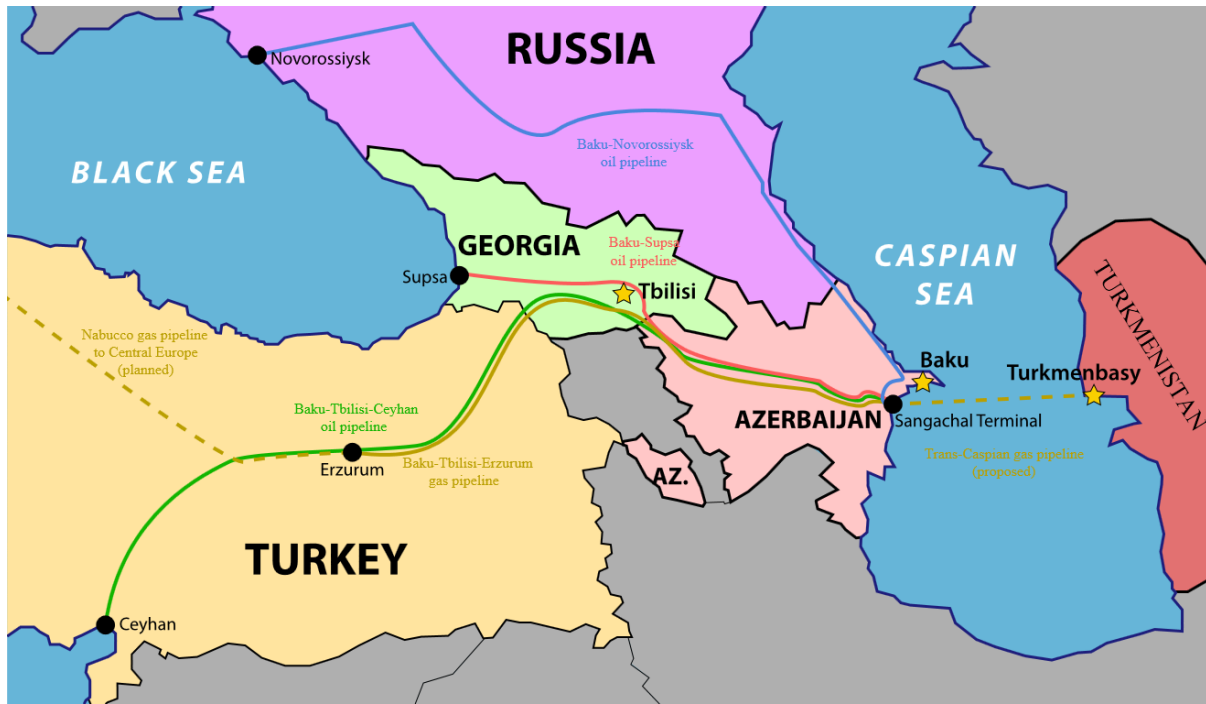 RUSSIA
Novorossiysk
Baku-Novorossiysk
oil pipeline
BLACK SEA
GEORGIA
Baku-Supsa
oil pipeline
CASPIAN
SEA
Supsa
Tbilisi
TURKMENISTAN
Nabucco gas pipeline
to Central Europe
(planned)
Baku
Turkmenbasy
Baku-Tbilisi-Ceyhan
oil pipeline
AZERBAIJAN
Sangachal Terminal
Erzurum
Baku-Tbilisi-Erzurum
gas pipeline
AZ.
Trans-Caspian gas pipeline
(proposed)
TURKEY
Ceyhan